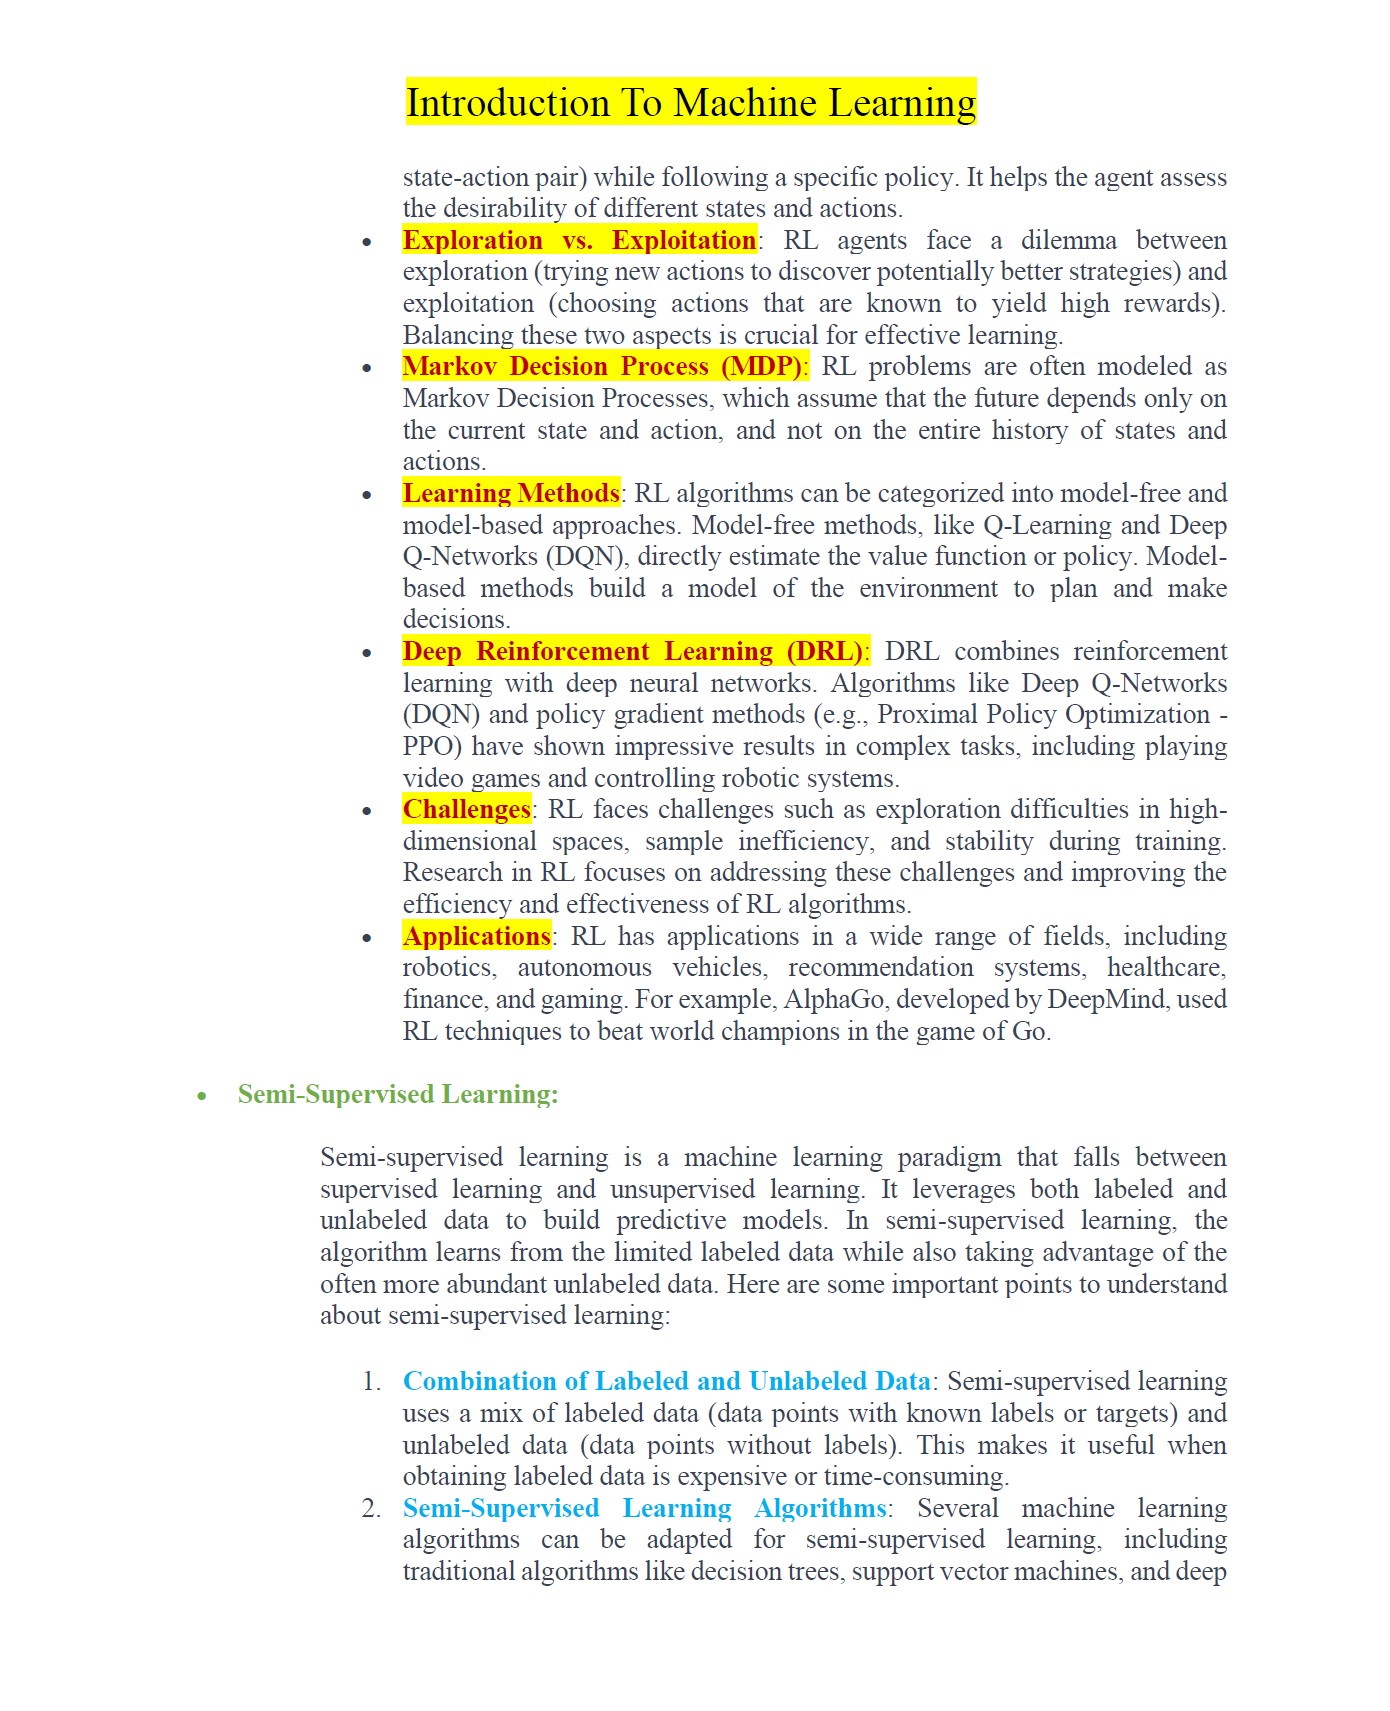 Introduction To Machine Learning
state-action pair) while following a specific policy. It helps the agent assess
the desirability of different states and actions.
• Exploration vs. Exploitation: RL agents face a dilemma between
exploration (trying new actions to discover potentially better strategies) and
exploitation (choosing actions that are known to yield high rewards).
Balancing these two aspects is crucial for effective learning.
• Markov Decision Process (MDP): RL problems are often modeled as
Markov Decision Processes, which assume that the future depends only on
the current state and action, and not on the entire history of states and
actions.
• Learning Methods: RL algorithms can be categorized into model-free and
model-based approaches. Model-free methods, like Q-Learning and Deep
Q-Networks (DQN), directly estimate the value function or policy. Model-
based methods build a model of the environment to plan and make
decisions.
• Deep Reinforcement Learning (DRL): DRL combines reinforcement
learning with deep neural networks. Algorithms like Deep Q-Networks
(DQN) and policy gradient methods (e.g., Proximal Policy Optimization -
PPO) have shown impressive results in complex tasks, including playing
video games and controlling robotic systems.
• Challenges: RL faces challenges such as exploration difficulties in high-
dimensional spaces, sample inefficiency, and stability during training.
Research in RL focuses on addressing these challenges and improving the
efficiency and effectiveness of RL algorithms.
• Applications: RL has applications in a wide range of fields, including
robotics, autonomous vehicles, recommendation systems, healthcare,
finance, and gaming. For example, AlphaGo, developed by DeepMind, used
RL techniques to beat world champions in the game of Go.
• Semi-Supervised Learning:
Semi-supervised learning is a machine learning paradigm that falls between
supervised learning and unsupervised learning. It leverages both labeled and
unlabeled data to build predictive models. In semi-supervised learning, the
algorithm learns from the limited labeled data while also taking advantage of the
often more abundant unlabeled data. Here are some important points to understand
about semi-supervised learning:
1. Combination of Labeled and Unlabeled Data: Semi-supervised learning
uses a mix of labeled data (data points with known labels or targets) and
unlabeled data (data points without labels). This makes it useful when
obtaining labeled data is expensive or time-consuming.
2. Semi-Supervised Learning Algorithms: Several machine learning
algorithms can be adapted for semi-supervised learning, including
traditional algorithms like decision trees, support vector machines, and deep